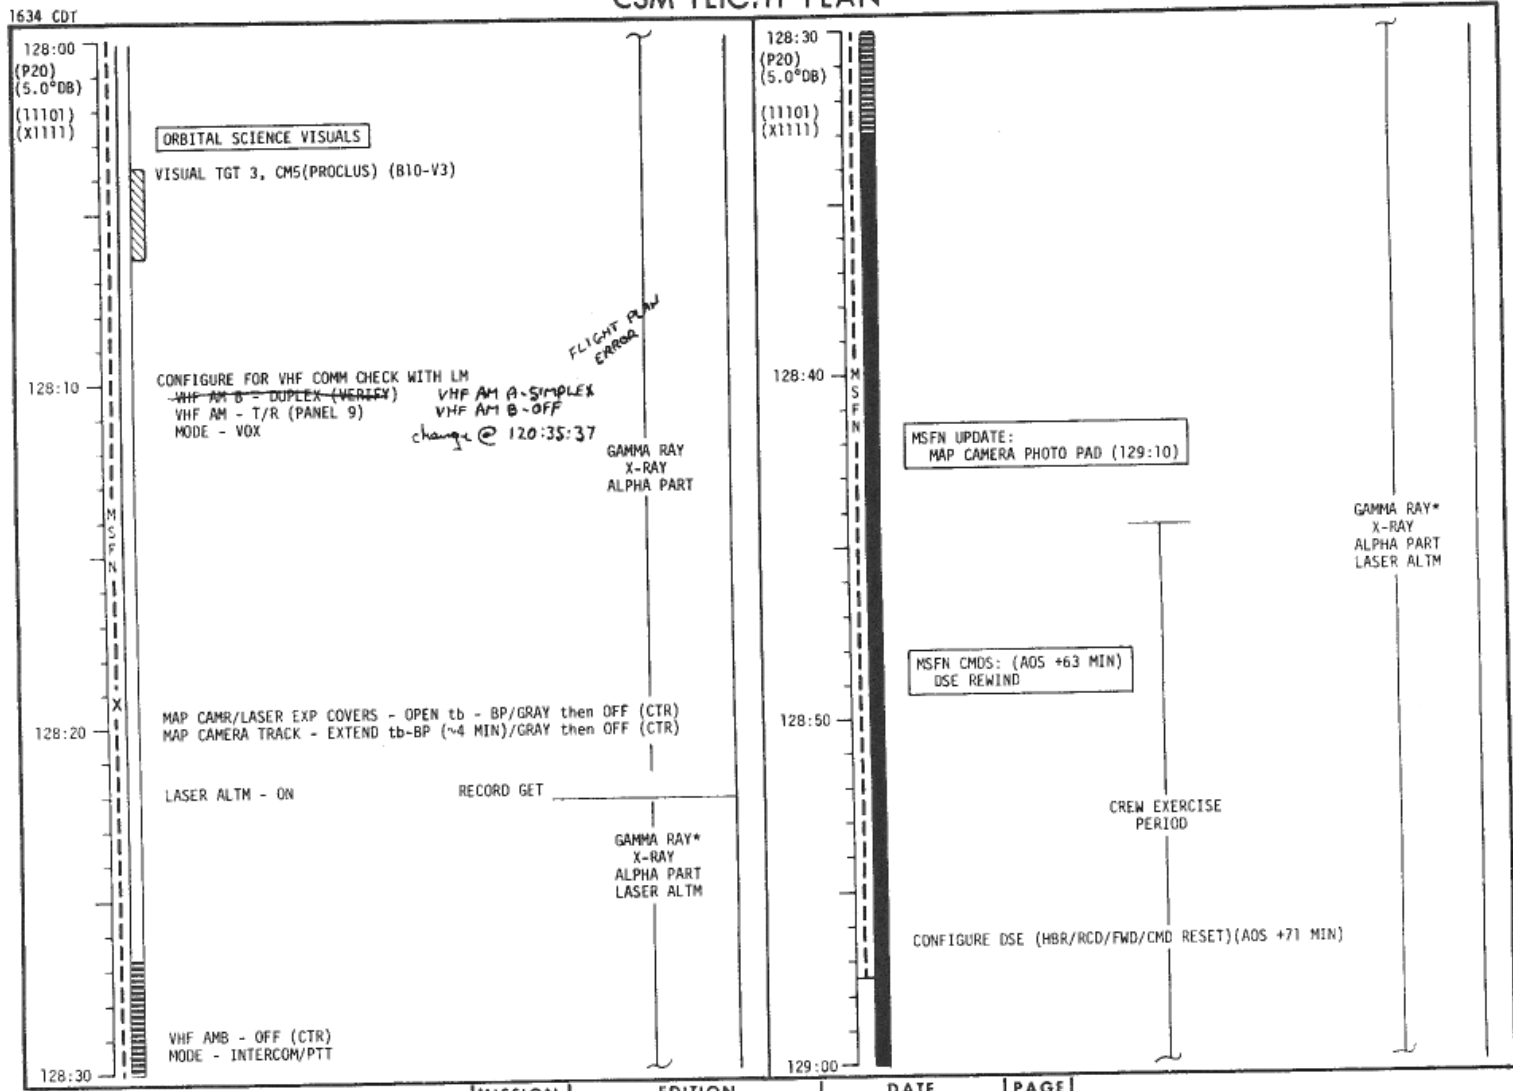 CSM FLIGHT PLAN
1634 CDT
128:00
(P20)
(5.0°DB)
(11101)
(X1111)
ORBITAL SCIENCE VISUALS
VISUAL TGT 3, CM5(PROCLUS) (B10-V3)
FLIGHT PLAN
ERROR
128:10
CONFIGURE FOR VHF COMM CHECK WITH LM
VHF AM B - DUPLEX (VERIFY) VHF AM A-SIMPLEX
VHF AM - T/R (PANEL 9) VHF AM B-OFF
MODE - VOX change @ 120:35:37
GAMMA RAY
X-RAY
ALPHA PART
MSFN
X
MAP CAMR/LASER EXP COVERS - OPEN tb - BP/GRAY then OFF (CTR)
128:20
MAP CAMERA TRACK - EXTEND tb-BP (~4 MIN)/GRAY then OFF (CTR)
LASER ALTM - ON RECORD GET
GAMMA RAY*
X-RAY
ALPHA PART
LASER ALTM
VHF AMB - OFF (CTR)
MODE - INTERCOM/PTT
128:30
128:30
(P20)
(5.0°DB)
(11101)
(X1111)
128:40
MSFN
MSFN UPDATE:
MAP CAMERA PHOTO PAD (129:10)
GAMMA RAY*
X-RAY
ALPHA PART
LASER ALTM
MSFN CMDS: (AOS +63 MIN)
DSE REWIND
128:50
CREW EXERCISE
PERIOD
CONFIGURE DSE (HBR/RCD/FWD/CMD RESET)(AOS +71 MIN)
129:00
MISSION EDITION DATE PAGE